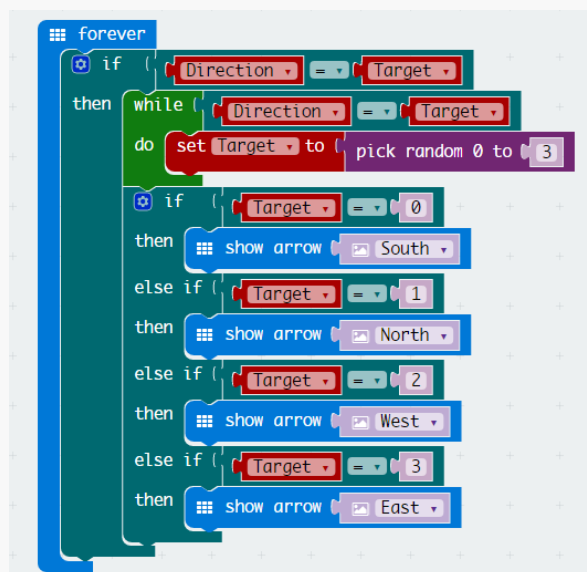 forever
if Direction = Target
then while Direction = Target
do set Target to pick random 0 to 3
if Target = 0
then show arrow South
else if Target = 1
then show arrow North
else if Target = 2
then show arrow West
else if Target = 3
then show arrow East